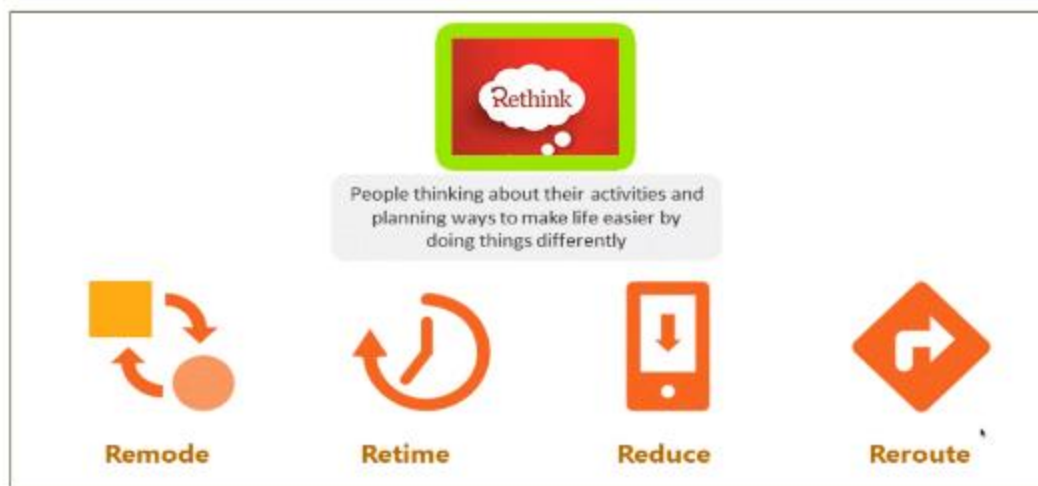 Rethink
People thinking about their activities and
planning ways to make life easier by
doing things differently
Remode
Retime
Reduce
Reroute